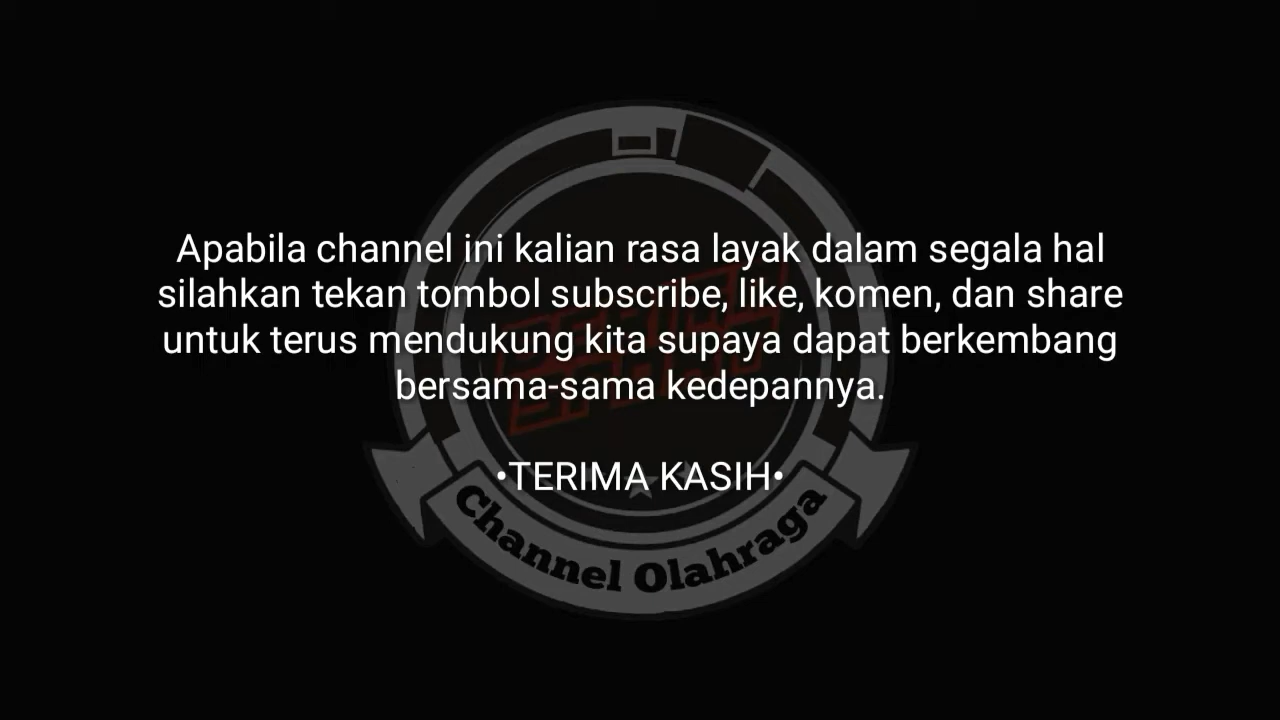 Apabila channel ini kalian rasa layak dalam segala hal
silahkan tekan tombol subscribe, like, komen, dan share
untuk terus mendukung kita supaya dapat berkembang
bersama-sama kedepannya.
•TERIMA KASIH•
Channel Olahraga